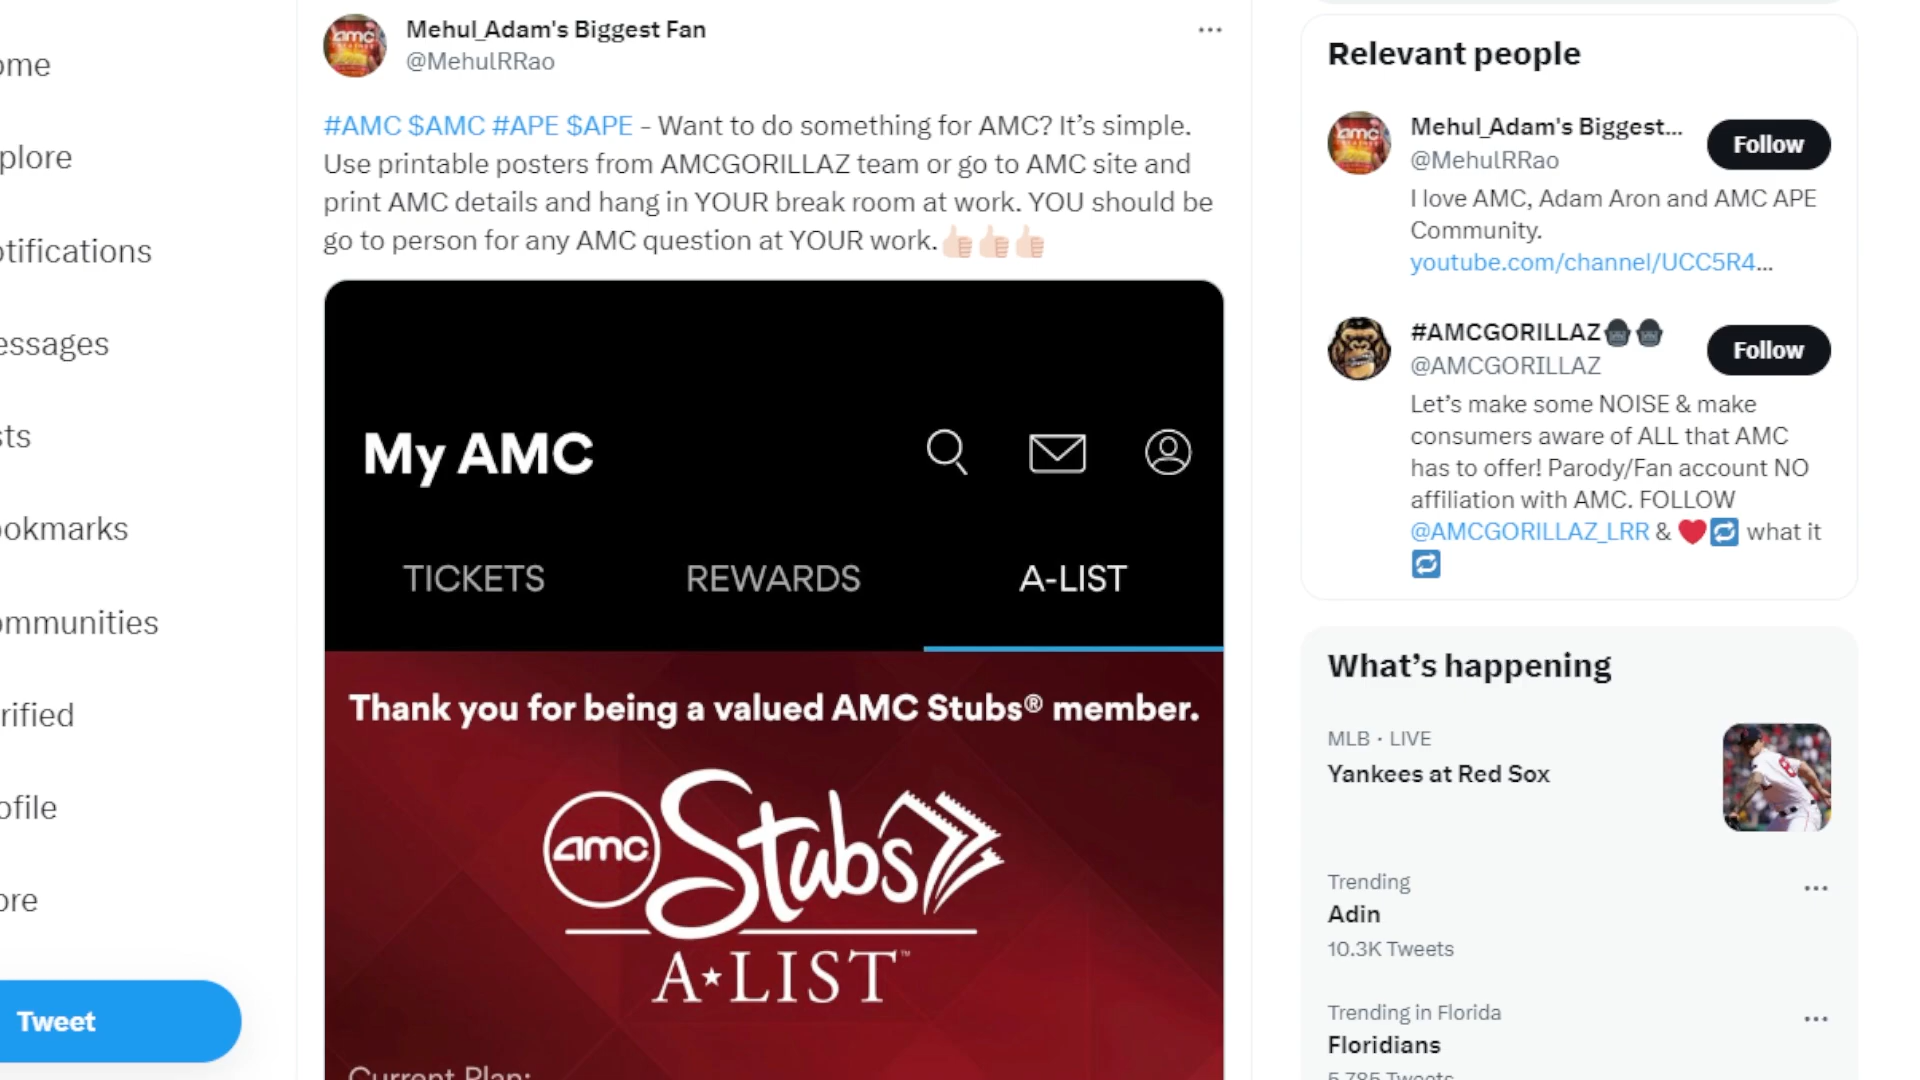 ome
plore
otifications
essages
sts
ookmarks
ommunities
rified
ofile
ore
Tweet
Mehul_Adam's Biggest Fan
@MehulRRao
#AMC $AMC #APE $APE – Want to do something for AMC? It’s simple.
Use printable posters from AMCGORILLAZ team or go to AMC site and
print AMC details and hang in YOUR break room at work. YOU should be
go to person for any AMC question at YOUR work.👍🏻👍🏻👍🏻
My AMC
TICKETS REWARDS A-LIST
Thank you for being a valued AMC Stubs® member.
amc Stubs
A★LIST™
Current Plan:
Relevant people
Mehul_Adam's Biggest...
@MehulRRao
Follow
I love AMC, Adam Aron and AMC APE
Community.
youtube.com/channel/UCC5R4...
#AMCGORILLAZ
@AMCGORILLAZ
Follow
Let’s make some NOISE & make
consumers aware of ALL that AMC
has to offer! Parody/Fan account NO
affiliation with AMC. FOLLOW
@AMCGORILLAZ_LRR & ❤️🔁 what it
🔁
What’s happening
MLB · LIVE
Yankees at Red Sox
Trending
Adin
10.3K Tweets
Trending in Florida
Floridians
5,785 Tweets